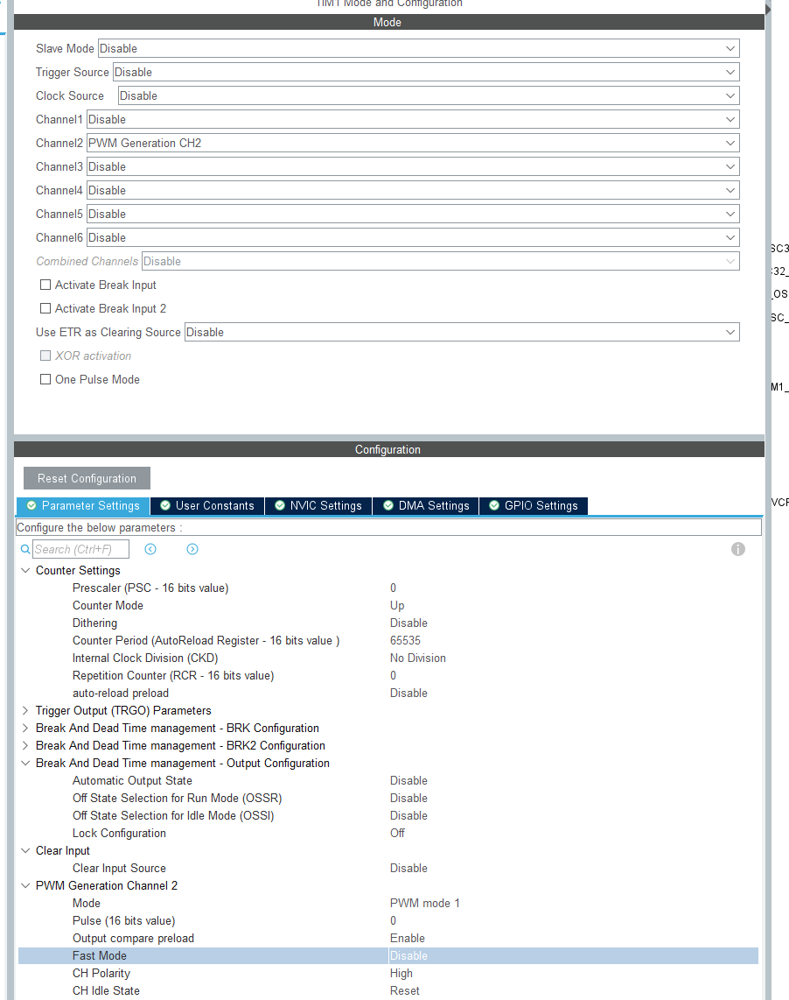 TIM1 Mode and Configuration
Mode
Slave Mode Disable
Trigger Source Disable
Clock Source Disable
Channel1 Disable
Channel2 PWM Generation CH2
Channel3 Disable
Channel4 Disable
Channel5 Disable
Channel6 Disable
Combined Channels Disable
SC3
Activate Break Input
32_
Activate Break Input 2
_OS
SC_
Use ETR as Clearing Source Disable
XOR activation
One Pulse Mode
M1_
Configuration
Reset Configuration
Parameter Settings User Constants NVIC Settings DMA Settings GPIO Settings
VCP
Configure the below parameters :
Search (Ctrl+F)
Counter Settings
Prescaler (PSC - 16 bits value) 0
Counter Mode Up
Dithering Disable
Counter Period (AutoReload Register - 16 bits value ) 65535
Internal Clock Division (CKD) No Division
Repetition Counter (RCR - 16 bits value) 0
auto-reload preload Disable
Trigger Output (TRGO) Parameters
Break And Dead Time management - BRK Configuration
Break And Dead Time management - BRK2 Configuration
Break And Dead Time management - Output Configuration
Automatic Output State Disable
Off State Selection for Run Mode (OSSR) Disable
Off State Selection for Idle Mode (OSSI) Disable
Lock Configuration Off
Clear Input
Clear Input Source Disable
PWM Generation Channel 2
Mode PWM mode 1
Pulse (16 bits value) 0
Output compare preload Enable
Fast Mode Disable
CH Polarity High
CH Idle State Reset